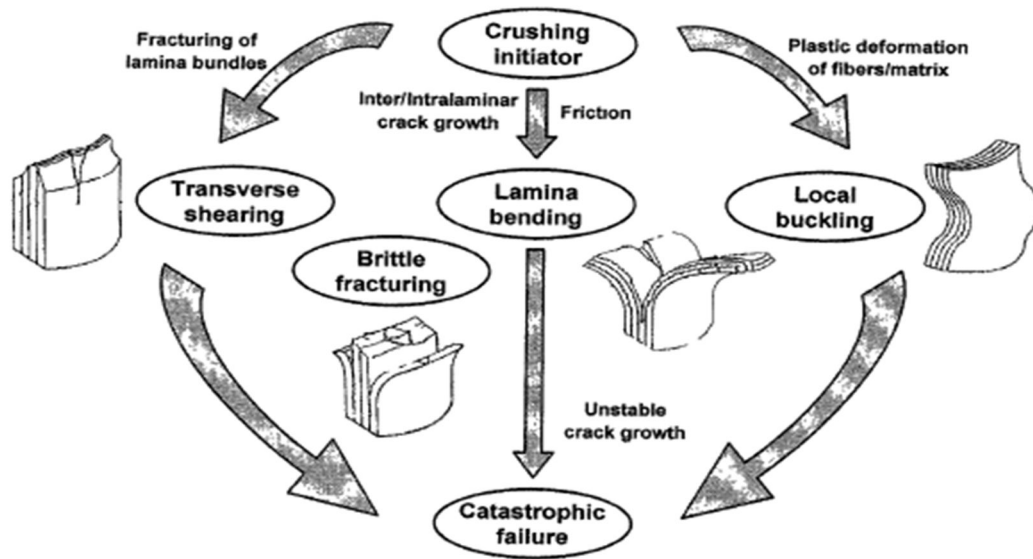 Crushing
initiator
Fracturing of
lamina bundles
Plastic deformation
of fibers/matrix
Inter/Intralaminar
crack growth
Friction
Transverse
shearing
Lamina
bending
Local
buckling
Brittle
fracturing
Unstable
crack growth
Catastrophic
failure